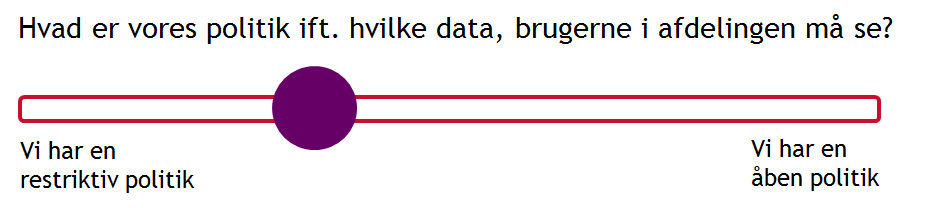 Hvad er vores politik ift. hvilke data, brugerne i afdelingen må se?
Vi har en
restriktiv politik
Vi har en
åben politik